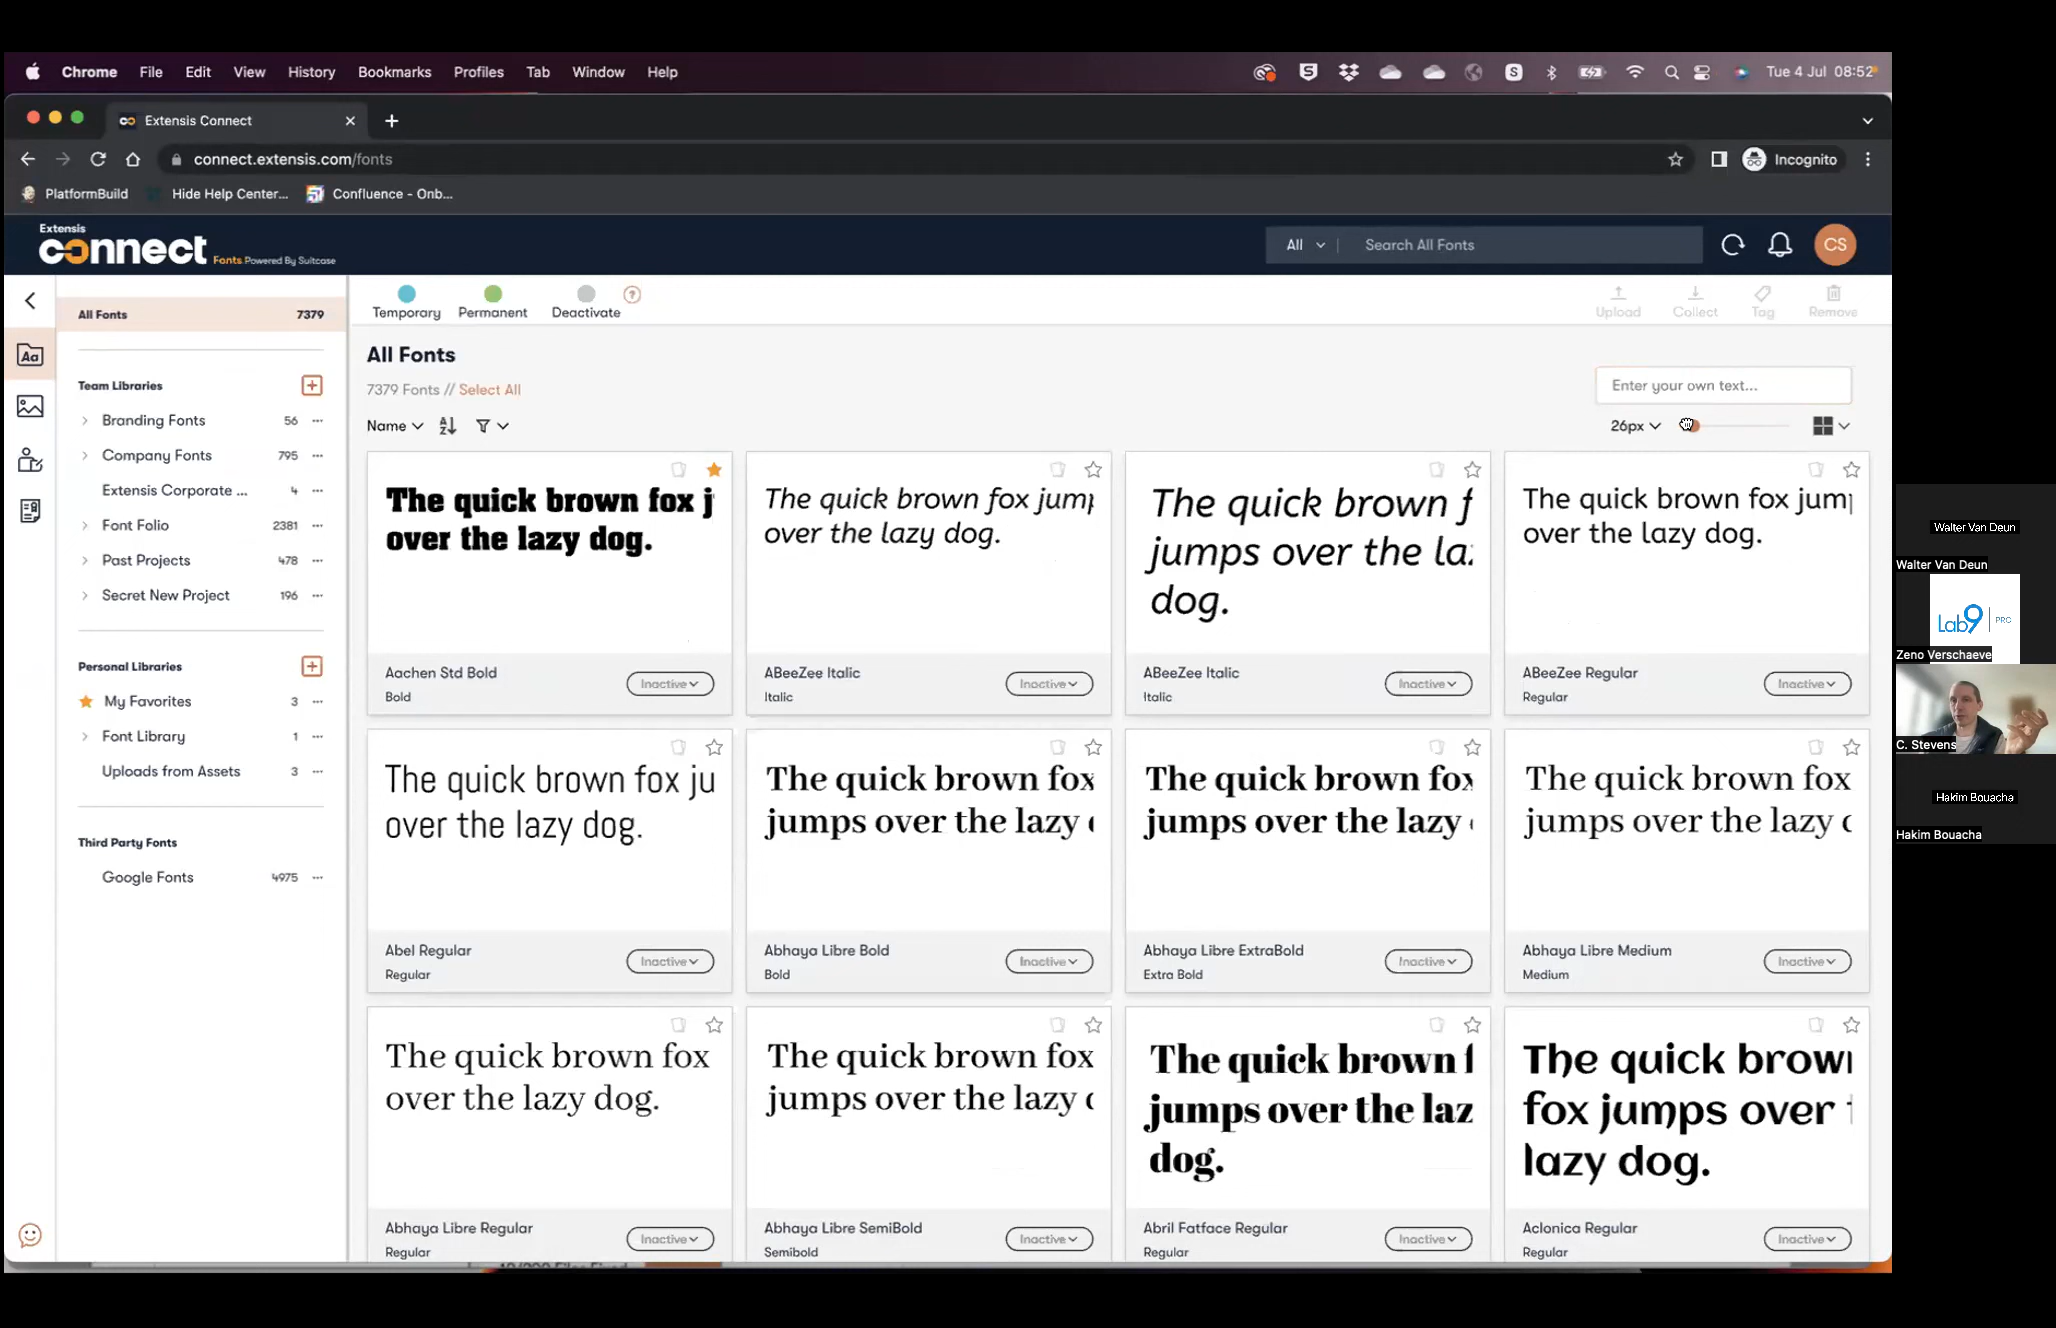 Chrome File Edit View History Bookmarks Profiles Tab Window Help
Tue 4 Jul 08:52
Extensis Connect
connect.extensis.com/fonts
Incognito
PlatformBuild Hide Help Center... Confluence - Onb...
Extensis
connect Fonts Powered By Suitcase
All Search All Fonts CS
All Fonts 7379
Team Libraries
Branding Fonts 56
Company Fonts 795
Extensis Corporate ... 4
Font Folio 2381
Past Projects 478
Secret New Project 196
Personal Libraries
My Favorites 3
Font Library 1
Uploads from Assets 3
Third Party Fonts
Google Fonts 4975
Temporary Permanent Deactivate ?
Upload Collect Tag Remove
All Fonts
7379 Fonts // Select All
Enter your own text...
Name
26px
The quick brown fox j
over the lazy dog.
Aachen Std Bold
Bold
Inactive
The quick brown fox jump
over the lazy dog.
ABeeZee Italic
Italic
Inactive
The quick brown f
jumps over the la
dog.
ABeeZee Italic
Italic
Inactive
The quick brown fox jum
over the lazy dog.
ABeeZee Regular
Regular
Inactive
The quick brown fox ju
over the lazy dog.
Abel Regular
Regular
Inactive
The quick brown fox
jumps over the lazy
Abhaya Libre Bold
Bold
Inactive
The quick brown fox
jumps over the lazy
Abhaya Libre ExtraBold
Extra Bold
Inactive
The quick brown fox
jumps over the lazy
Abhaya Libre Medium
Medium
Inactive
The quick brown fox
over the lazy dog.
Abhaya Libre Regular
Regular
Inactive
The quick brown fox
jumps over the lazy
Abhaya Libre SemiBold
Semibold
Inactive
The quick brown f
jumps over the laz
dog.
Abril Fatface Regular
Regular
Inactive
The quick brow
fox jumps over
lazy dog.
Aclonica Regular
Regular
Inactive
Walter Van Deun
Walter Van Deun
Lab9 | PRC
Zeno Verschaeve
C. Stevens
Hakim Bouacha
Hakim Bouacha